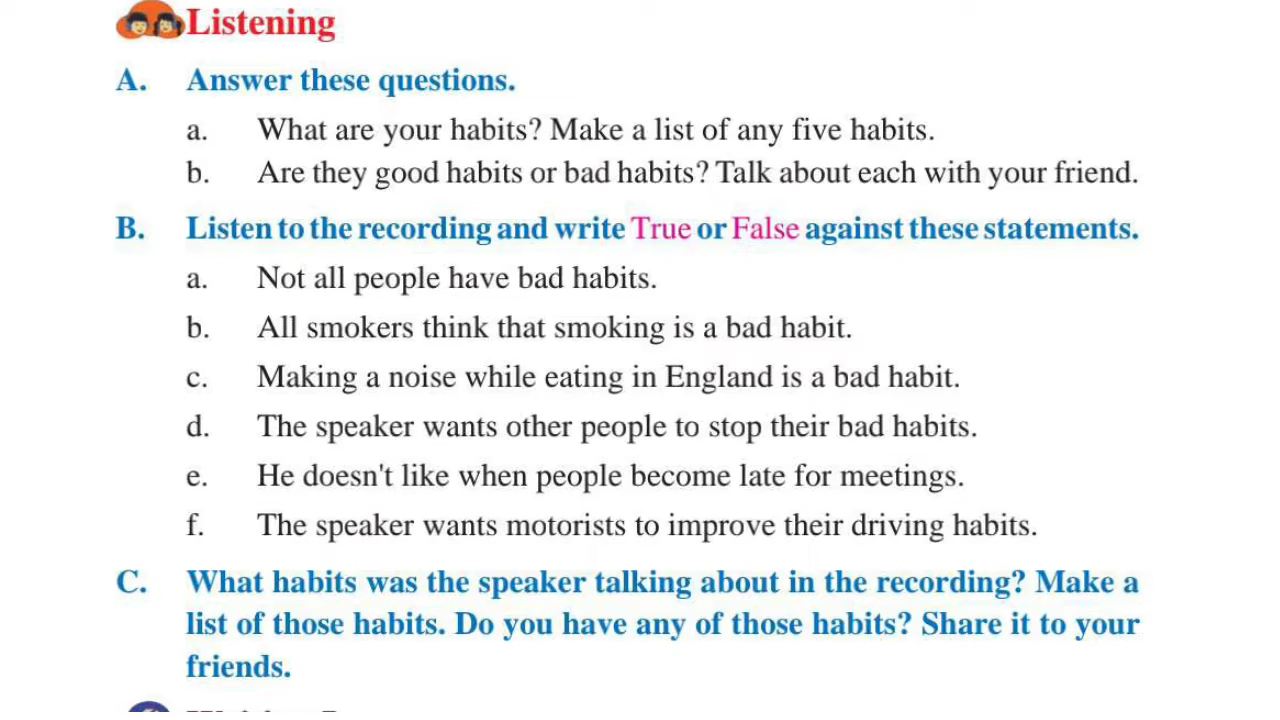 Listening
A. Answer these questions.
a. What are your habits? Make a list of any five habits.
b. Are they good habits or bad habits? Talk about each with your friend.
B. Listen to the recording and write True or False against these statements.
a. Not all people have bad habits.
b. All smokers think that smoking is a bad habit.
c. Making a noise while eating in England is a bad habit.
d. The speaker wants other people to stop their bad habits.
e. He doesn't like when people become late for meetings.
f. The speaker wants motorists to improve their driving habits.
C. What habits was the speaker talking about in the recording? Make a
list of those habits. Do you have any of those habits? Share it to your
friends.